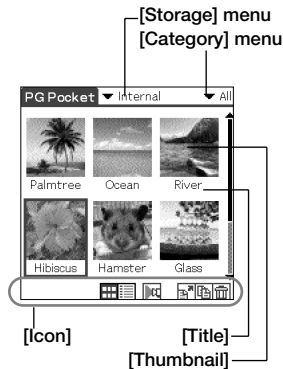 [Storage] menu
[Category] menu
PG Pocket Internal All
Palmtree Ocean River
Hibiscus Hamster Glass
[Icon] [Title]
[Thumbnail]